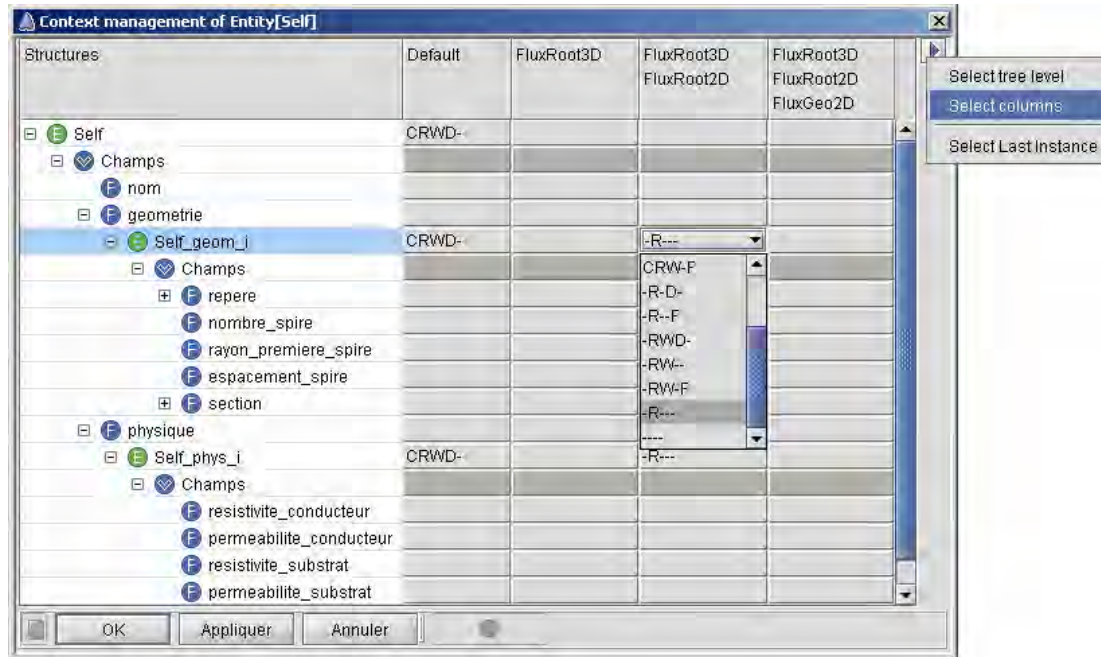 Context management of Entity[Self]
Structures Default FluxRoot3D FluxRoot3D FluxRoot3D
FluxRoot2D FluxRoot2D
FluxGeo2D
Select tree level
Select columns
Select Last Instance
Self CRWD-
Champs
nom
geometrie
Self_geom_i CRWD- -R---
Champs CRW-F
repere -R-D-
nombre_spire -R--F
rayon_premiere_spire -RWD-
espacement_spire -RW--
section -RW-F
physique -R---
----
Self_phys_i CRWD- -R---
Champs
resistivite_conducteur
permeabilite_conducteur
resistivite_substrat
permeabilite_substrat
OK Appliquer Annuler